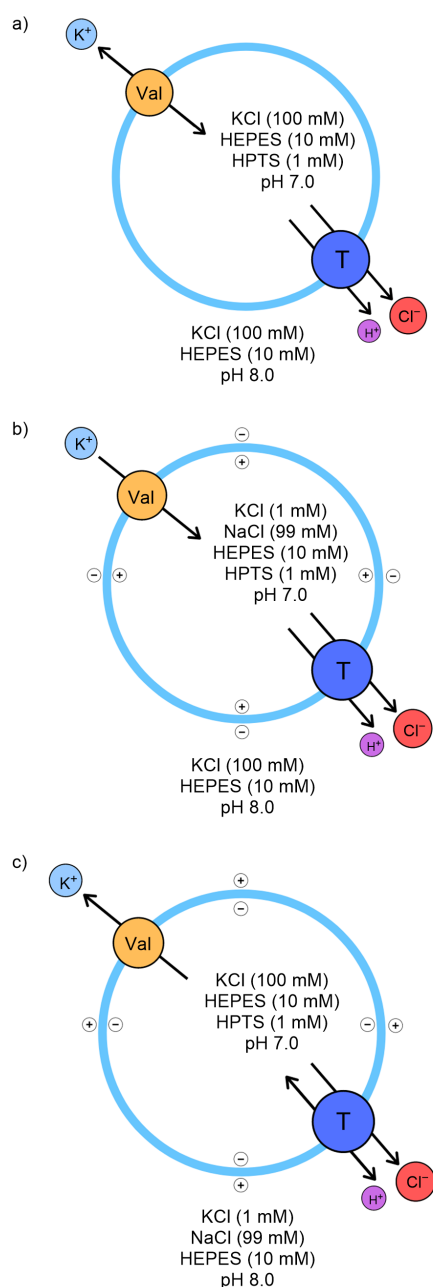 a)
K⁺
Val
KCl (100 mM)
HEPES (10 mM)
HPTS (1 mM)
pH 7.0
T
H⁺
Cl⁻
KCl (100 mM)
HEPES (10 mM)
pH 8.0
b)
K⁺
−
+
Val
KCl (1 mM)
NaCl (99 mM)
HEPES (10 mM)
HPTS (1 mM)
pH 7.0
− +
+ −
T
H⁺
Cl⁻
+
−
KCl (100 mM)
HEPES (10 mM)
pH 8.0
c)
K⁺
+
−
Val
KCl (100 mM)
HEPES (10 mM)
HPTS (1 mM)
pH 7.0
+ −
− +
T
H⁺
Cl⁻
−
+
KCl (1 mM)
NaCl (99 mM)
HEPES (10 mM)
pH 8.0